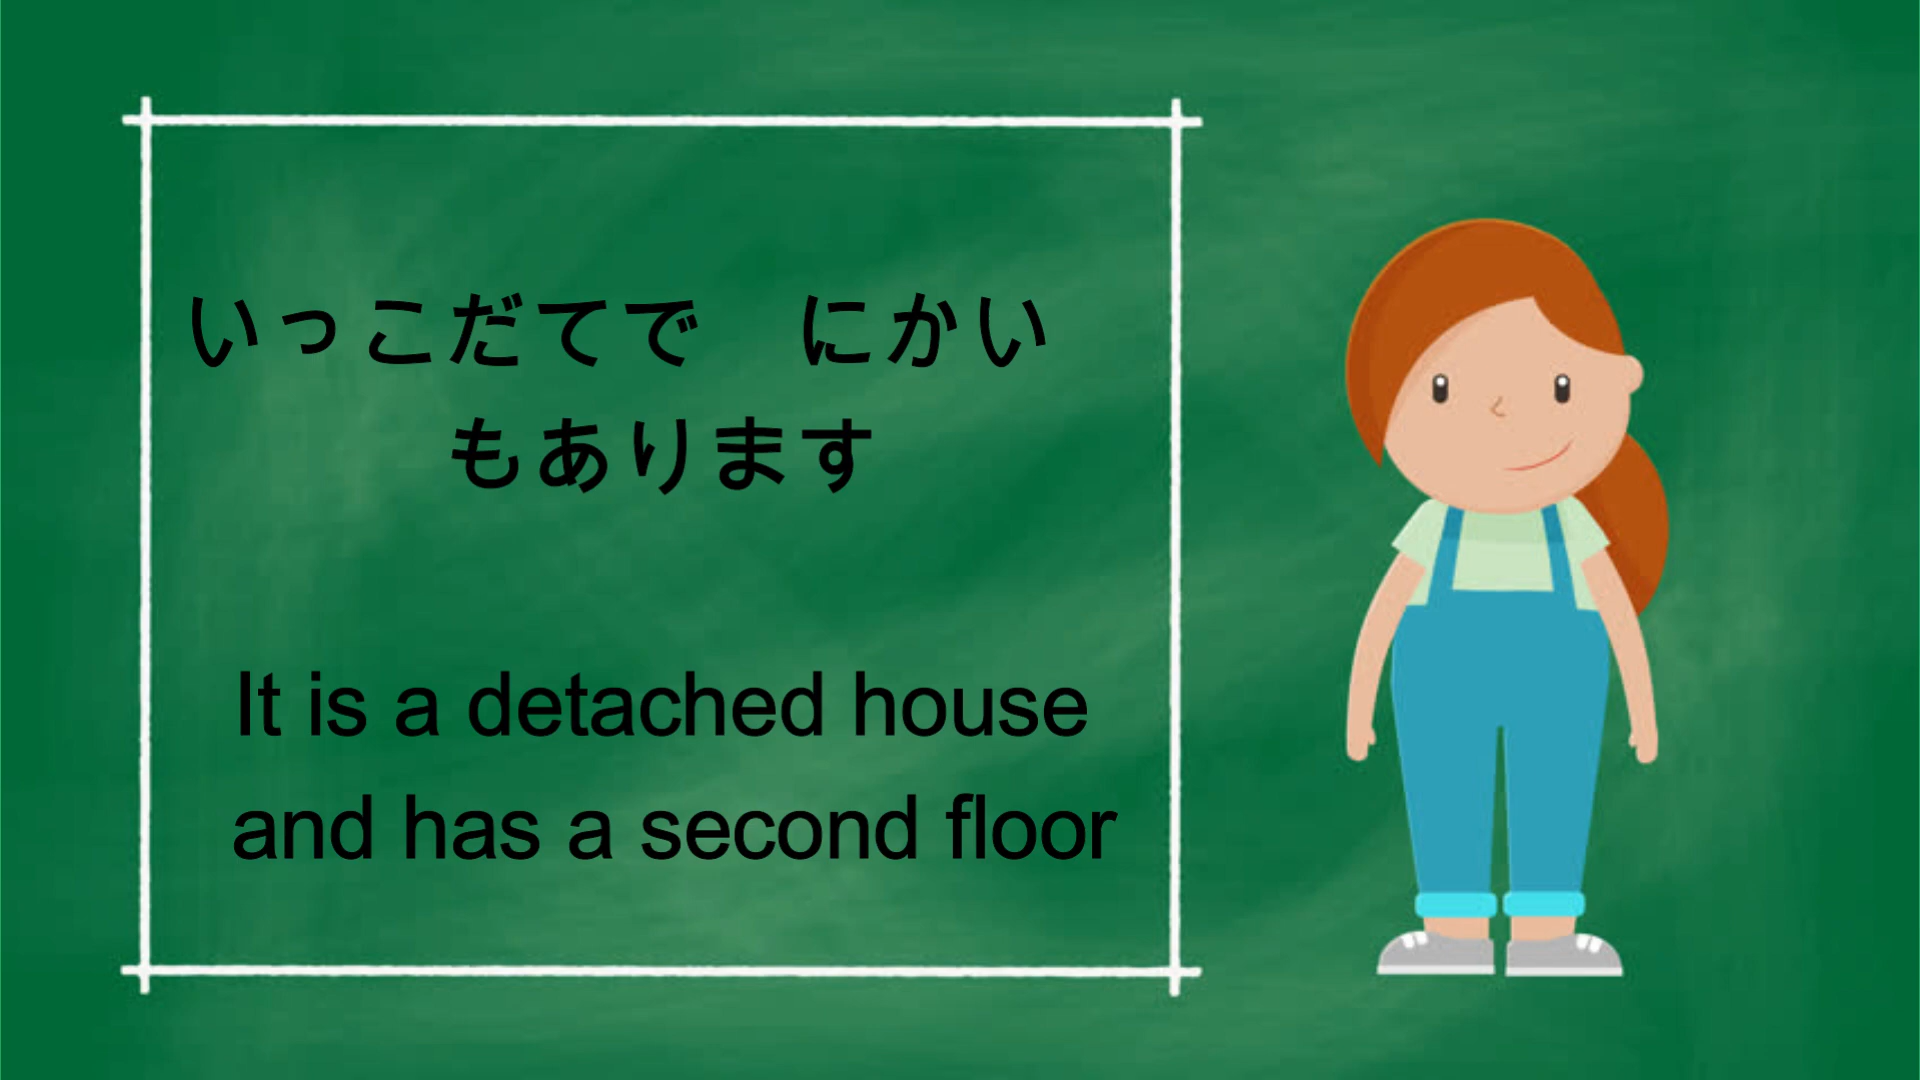 いっこだてで　にかい
もあります
It is a detached house
and has a second floor